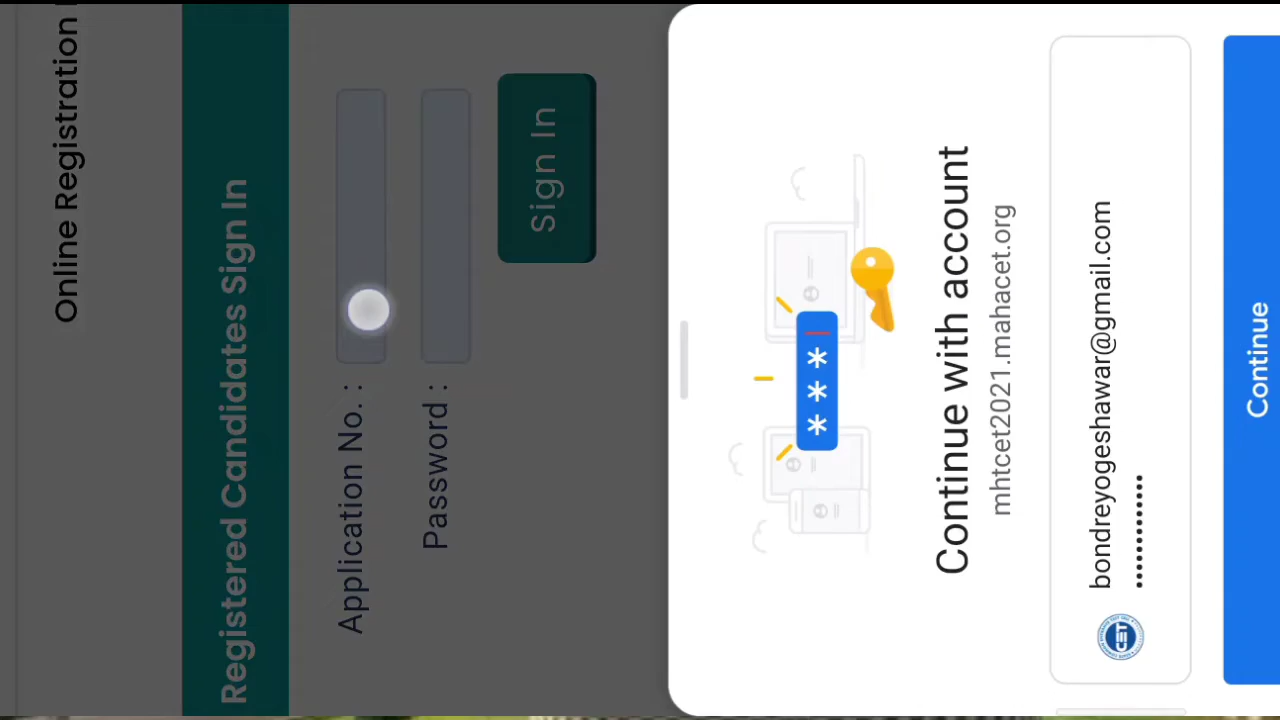 Online Registration
Registered Candidates Sign In
Application No. :
Password :
Sign In
***
Continue with account
mhtcet2021.mahacet.org
bondreyogeshawar@gmail.com
••••••••••••
CET
Continue